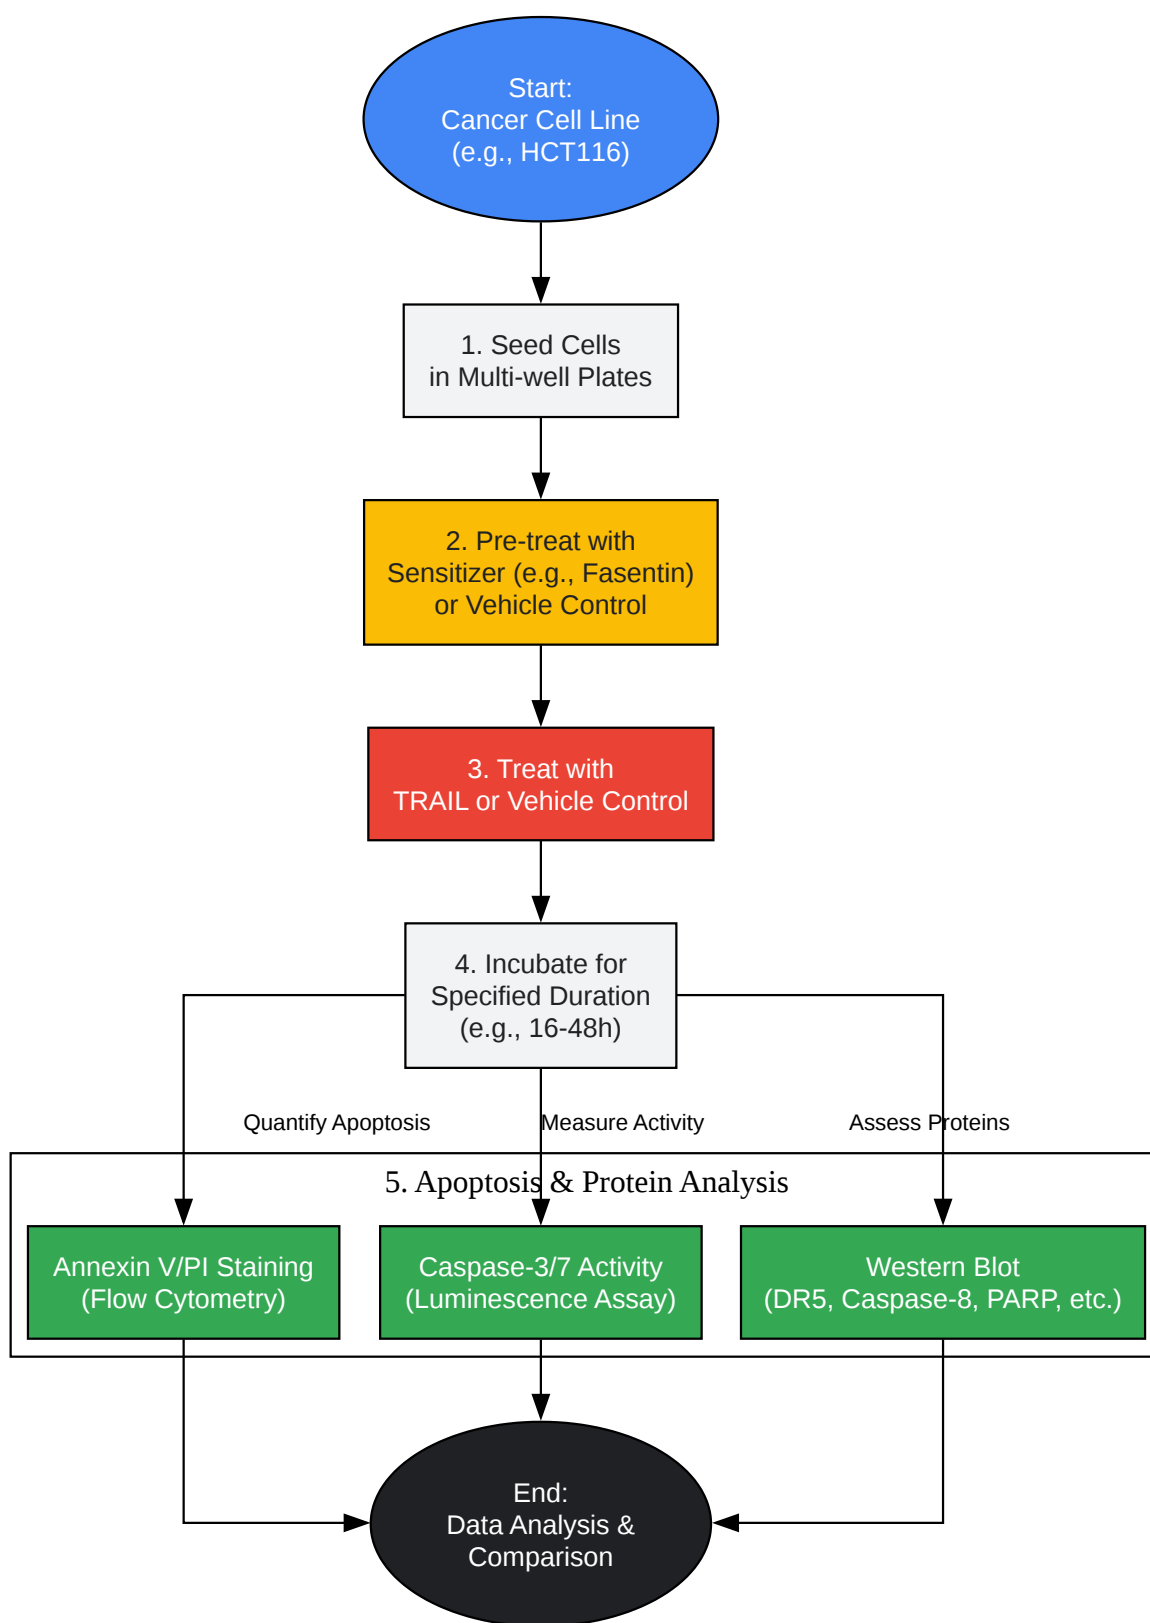 Start:
Cancer Cell Line
(e.g., HCT116)
1. Seed Cells
in Multi-well Plates
2. Pre-treat with
Sensitizer (e.g., Fasentin)
or Vehicle Control
3. Treat with
TRAIL or Vehicle Control
4. Incubate for
Specified Duration
(e.g., 16-48h)
Quantify Apoptosis
Measure Activity
Assess Proteins
5. Apoptosis & Protein Analysis
Annexin V/PI Staining
(Flow Cytometry)
Caspase-3/7 Activity
(Luminescence Assay)
Western Blot
(DR5, Caspase-8, PARP, etc.)
End:
Data Analysis &
Comparison